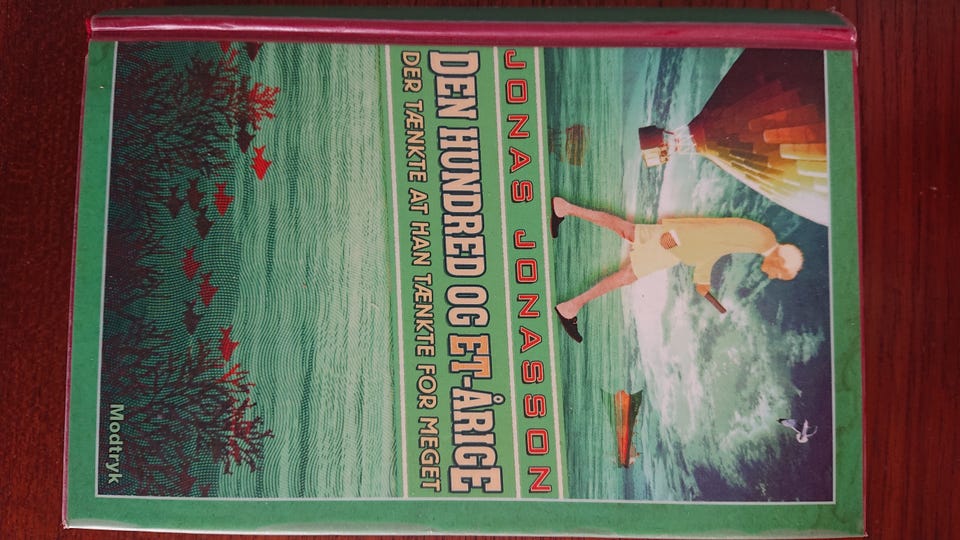 JONAS JONASSON
DEN HUNDRED OG ET-ÅRIGE
DER TÆNKTE AT HAN TÆNKTE FOR MEGET
Modtryk